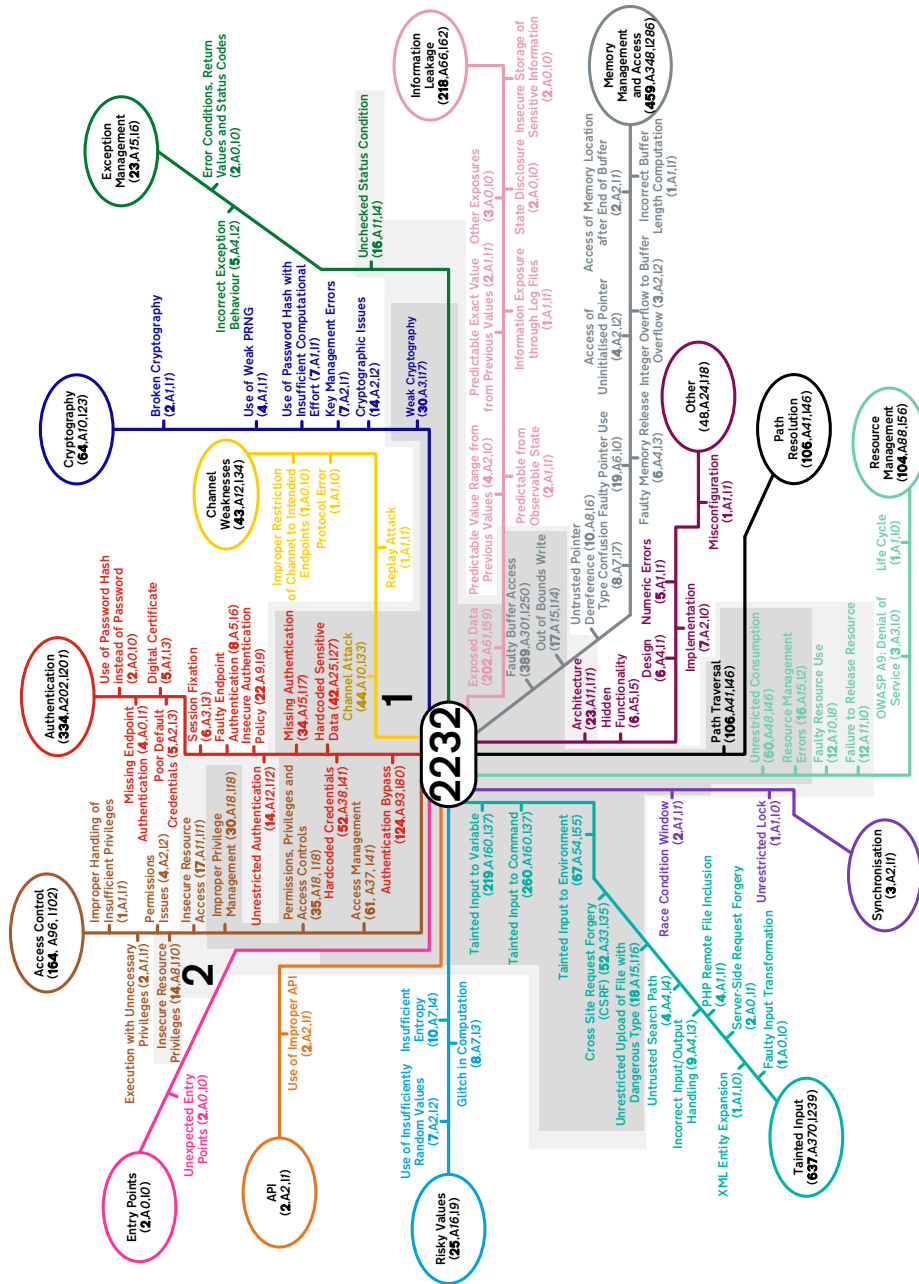 Entry Points
(2,A0,I0)
Unexpected Entry
Points (2,A0,I0)
Access Control
(164, A96, I102)
Improper Handling of
Insufficient Privileges
(1,A1,I1)
Execution with Unnecessary
Privileges (2,A1,I1)
Permissions
Issues (4,A2,I2)
Insecure Resource
Privileges (14,A8,I10)
Insecure Resource
Access (17,A11,I11)
2
Improper Privilege
Management (30,A18,I18)
Permissions, Privileges and
Access Controls
(35,A18, I18)
Access Management
(61,A37, I41)
Authentication
(334,A202,I201)
Use of Password Hash
Instead of Password
(2,A0,I0)
Missing Endpoint
Authentication (4,A0,I1)
Digital Certificate
(5,A1,I3)
Poor Default
Credentials (5,A2,I3)
Session Fixation
(6,A3,I3)
Faulty Endpoint
Authentication (8,A5,I6)
Insecure Authentication
Policy (22,A9,I9)
Unrestricted Authentication
(14,A12,I12)
Missing Authentication
(34,A15,I17)
Hardcoded Sensitive
Data (42,A25,I27)
Hardcoded Credentials
(52,A38,I41)
Authentication Bypass
(124,A93,I80)
Channel
Weaknesses
(43,A12,I34)
Improper Restriction
of Channel to Intended
Endpoints (1,A0,I0)
Protocol Error
(1,A1,I0)
Replay Attack
(1,A1,I1)
Channel Attack
(44,A10,I33)
1
Cryptography
(64,A10,I23)
Broken Cryptography
(2,A1,I1)
Use of Weak PRNG
(4,A1,I1)
Use of Password Hash with
Insufficient Computational
Effort (7,A1,I1)
Key Management Errors
(7,A2,I1)
Cryptographic Issues
(14,A2,I2)
Weak Cryptography
(30,A3,I17)
Exception
Management
(23,A15,I6)
Error Conditions, Return
Values and Status Codes
(2,A0,I0)
Incorrect Exception
Behaviour (5,A4,I2)
Unchecked Status Condition
(16,A11,I4)
API
(2,A2,I1)
Use of Improper API
(2,A2,I1)
2232
Risky Values
(25,A16,I9)
Use of Insufficiently
Random Values
(7,A2,I2)
Insufficient
Entropy
(10,A7,I4)
Glitch in Computation
(8,A7,I3)
Information
Leakage
(218,A66,I62)
Exposed Data
(202,A61,I59)
Predictable Value Range from
Previous Values (4,A2,I0)
Predictable Exact Value
from Previous Values (2,A1,I1)
Other Exposures
(3,A0,I0)
Predictable from
Observable State
(2,A1,I1)
Information Exposure
through Log Files
(1,A1,I1)
State Disclosure
(2,A0,I0)
Insecure Storage of
Sensitive Information
(2,A0,I0)
Memory
Management
and Access
(459,A348,I286)
Faulty Buffer Access
(389,A301,I250)
Out of Bounds Write
(17,A15,I14)
Untrusted Pointer
Dereference (10,A8,I6)
Type Confusion
(8,A7,I7)
Faulty Pointer Use
(19,A6,I0)
Access of
Uninitialised Pointer
(4,A2,I2)
Access of Memory Location
after End of Buffer
(2,A2,I1)
Faulty Memory Release
(6,A4,I3)
Integer Overflow to Buffer
Overflow (3,A2,I2)
Incorrect Buffer
Length Computation
(1,A1,I1)
Other
(48,A24,I18)
Architecture
(23,A11,I11)
Hidden
Functionality
(6,A5,I5)
Design
(6,A4,I1)
Numeric Errors
(5,A1,I1)
Implementation
(7,A2,I0)
Misconfiguration
(1,A1,I1)
Path
Resolution
(106,A41,I46)
Path Traversal
(106,A41,I46)
Resource
Management
(104,A88,I56)
Unrestricted Consumption
(60,A48,I46)
Resource Management
Errors (16,A15,I2)
Faulty Resource Use
(12,A10,I8)
Failure to Release Resource
(12,A11,I0)
OWASP A9: Denial of
Service (3,A3,I0)
Life Cycle
(1,A1,I0)
Synchronisation
(3,A2,I1)
Race Condition Window
(2,A1,I1)
Unrestricted Lock
(1,A1,I0)
Tainted Input
(637,A370,I239)
Tainted Input to Variable
(219,A160,I37)
Tainted Input to Command
(260,A160,I37)
Tainted Input to Environment
(67,A54,I55)
Cross Site Request Forgery
(CSRF) (52,A33,I35)
Unrestricted Upload of File with
Dangerous Type (18,A15,I16)
Untrusted Search Path
(4,A4,I4)
Incorrect Input/Output
Handling (9,A4,I3)
PHP Remote File Inclusion
(4,A1,I1)
Server-Side Request Forgery
(2,A0,I1)
XML Entity Expansion
(1,A1,I0)
Faulty Input Transformation
(1,A0,I0)